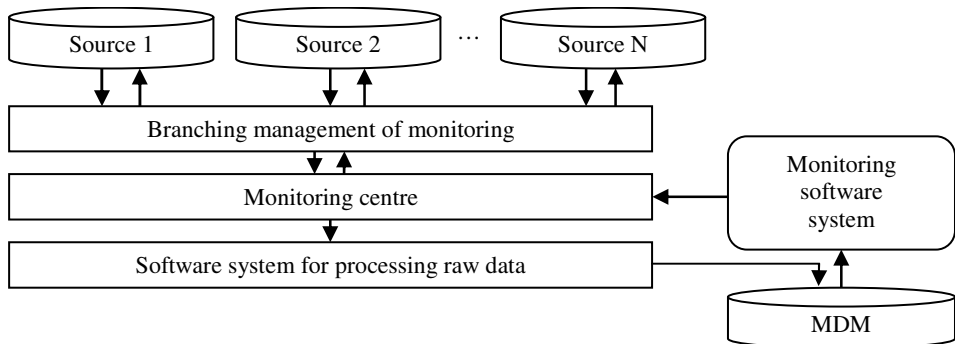 Source 1
Source 2
...
Source N
Branching management of monitoring
Monitoring centre
Monitoring
software
system
Software system for processing raw data
MDM